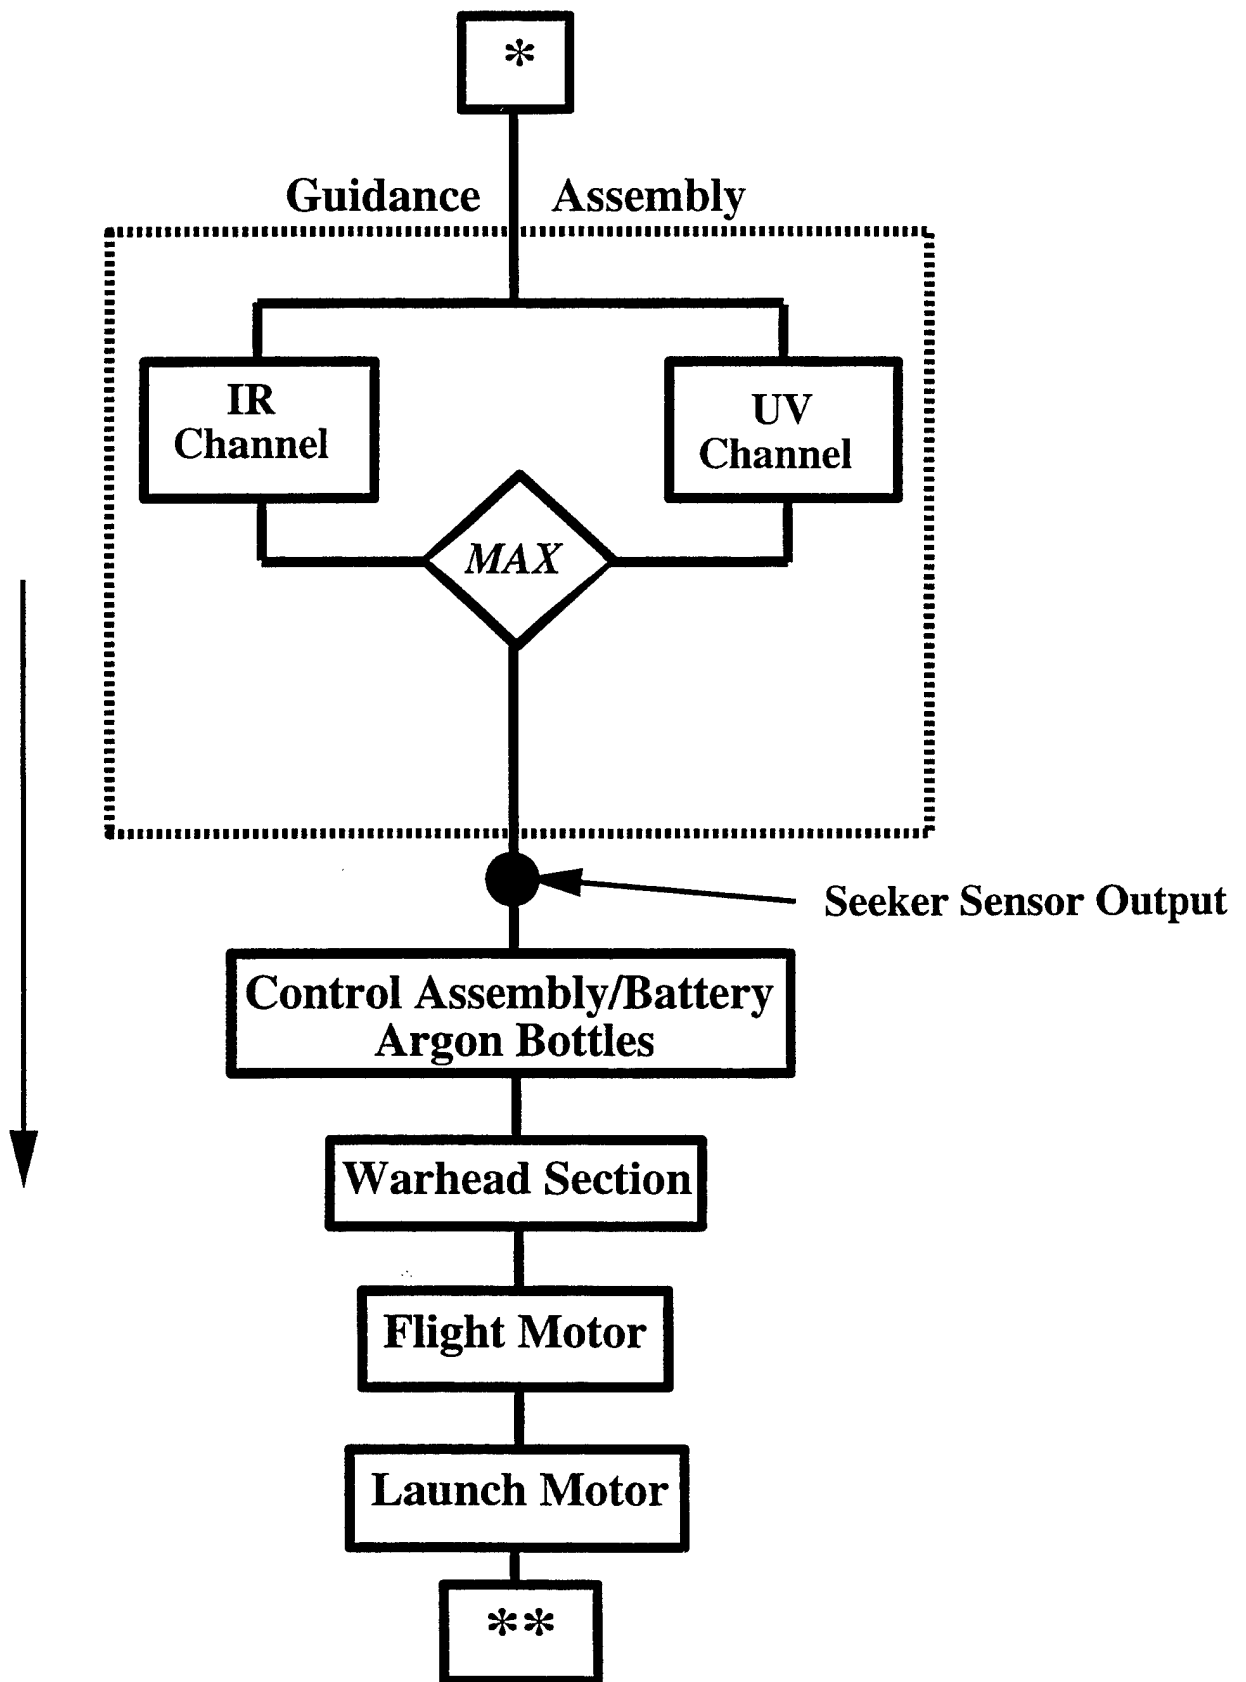 *
Guidance Assembly
IR
Channel
UV
Channel
MAX
Seeker Sensor Output
Control Assembly/Battery
Argon Bottles
Warhead Section
Flight Motor
Launch Motor
**